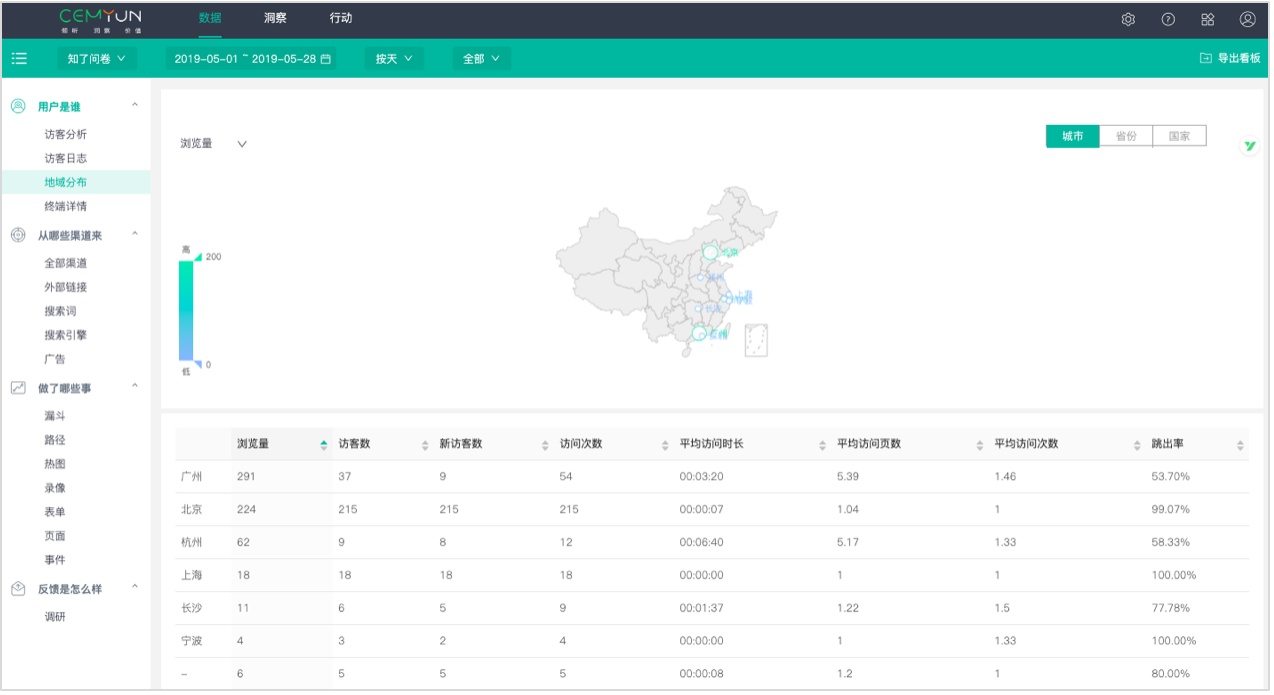 CEMYUN
倾听 洞察 价值
数据 洞察 行动
知了问卷 2019-05-01 ~ 2019-05-28 按天 全部 导出看板
用户是谁
访客分析
访客日志
地域分布
终端详情
从哪些渠道来
全部渠道
外部链接
搜索词
搜索引擎
广告
做了哪些事
漏斗
路径
热图
录像
表单
页面
事件
反馈是怎么样
调研
浏览量
城市 省份 国家
高
200
0
低
北京
长沙
浏览量 访客数 新访客数 访问次数 平均访问时长 平均访问页数 平均访问次数 跳出率
广州 291 37 9 54 00:03:20 5.39 1.46 53.70%
北京 224 215 215 215 00:00:07 1.04 1 99.07%
杭州 62 9 8 12 00:06:40 5.17 1.33 58.33%
上海 18 18 18 18 00:00:00 1 1 100.00%
长沙 11 6 5 9 00:01:37 1.22 1.5 77.78%
宁波 4 3 2 4 00:00:00 1 1.33 100.00%
– 6 5 5 5 00:00:08 1.2 1 80.00%